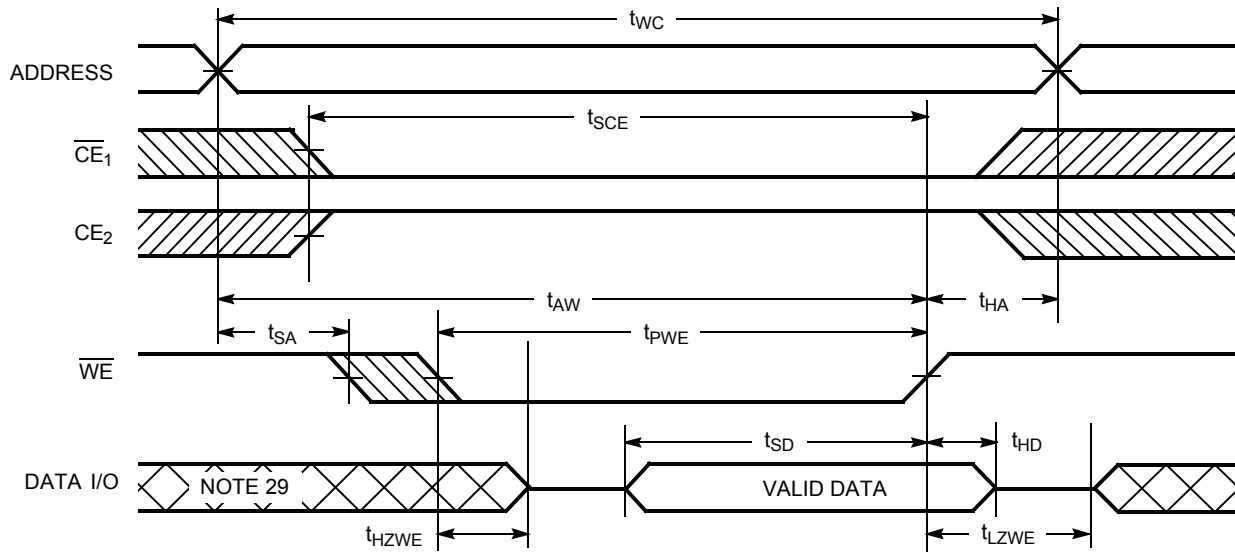 tWC
ADDRESS
tSCE
CE1
CE2
tAW
tHA
tSA
tPWE
WE
tSD
tHD
DATA I/O
NOTE 29
VALID DATA
tHZWE
tLZWE